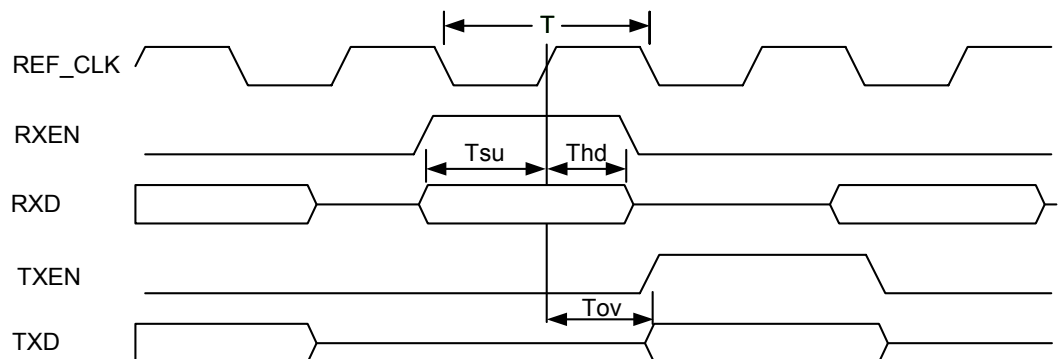 T
REF_CLK
RXEN
Tsu
Thd
RXD
TXEN
Tov
TXD